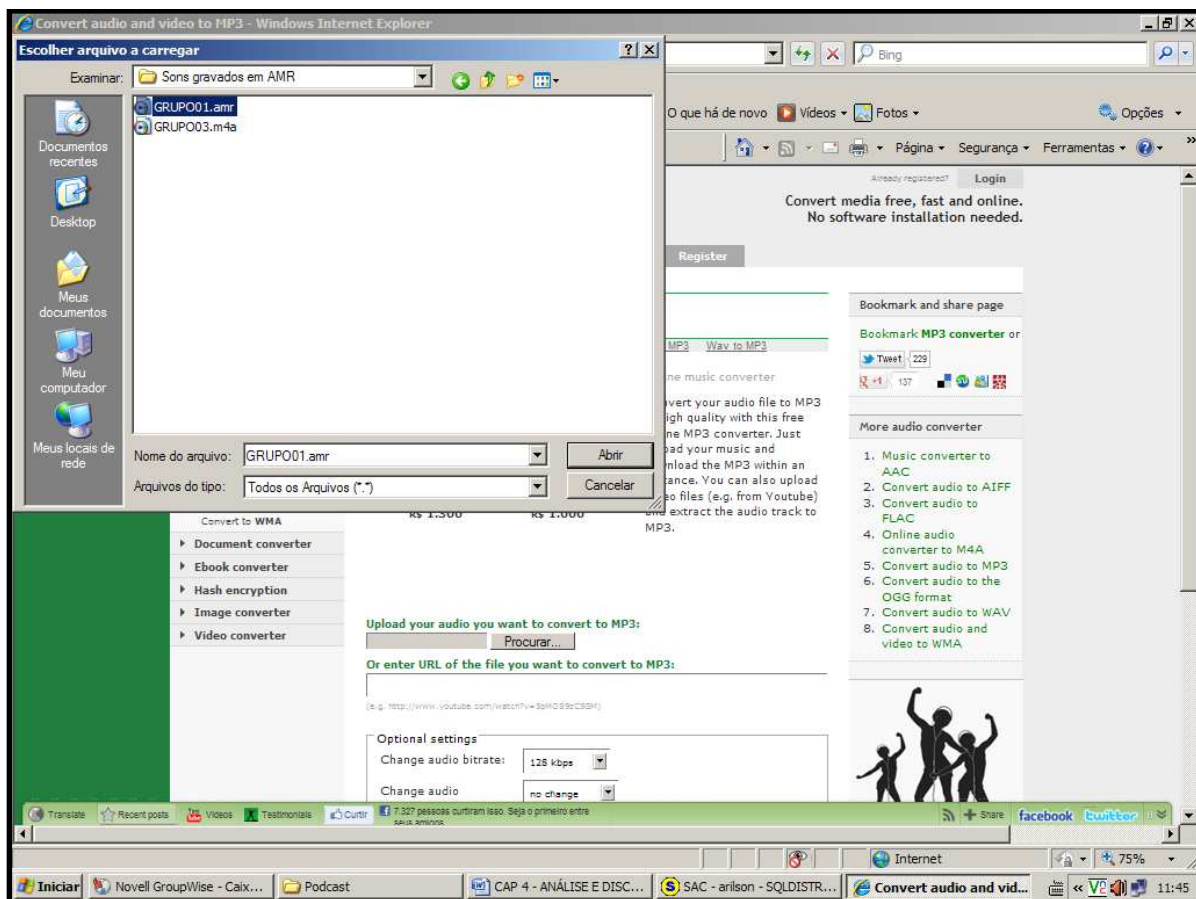 Convert audio and video to MP3 - Windows Internet Explorer
Escolher arquivo a carregar
Examinar:
Sons gravados em AMR
Bing
GRUPO01.amr
GRUPO03.m4a
Documentos
recentes
Desktop
Meus
documentos
Meu
computador
Meus locais de
rede
Nome do arquivo:
GRUPO01.amr
Abrir
Arquivos do tipo:
Todos os Arquivos (*.*)
Cancelar
O que há de novo
Vídeos
Fotos
Opções
Página
Segurança
Ferramentas
Already registered?
Login
Convert media free, fast and online.
No software installation needed.
Register
MP3
Wav to MP3
ne music converter
vert your audio file to MP3
igh quality with this free
ne MP3 converter. Just
oad your music and
nload the MP3 within an
tance. You can also upload
eo files (e.g. from Youtube)
and extract the audio track to
MP3.
R$ 1.300
R$ 1.000
Bookmark and share page
Bookmark MP3 converter or
Tweet
229
+1
137
More audio converter
1. Music converter to
AAC
2. Convert audio to AIFF
3. Convert audio to
FLAC
4. Online audio
converter to M4A
5. Convert audio to MP3
6. Convert audio to the
OGG format
7. Convert audio to WAV
8. Convert audio and
video to WMA
Convert to WMA
Document converter
Ebook converter
Hash encryption
Image converter
Video converter
Upload your audio you want to convert to MP3:
Procurar...
Or enter URL of the file you want to convert to MP3:
Optional settings
Change audio bitrate:
128 kbps
Change audio
no change
Translate
Recent posts
Videos
Testimonials
Curtir
7.327 pessoas curtiram isso. Seja o primeiro entre
seus amigos.
Share
facebook
twitter
Internet
75%
Iniciar
Novell GroupWise - Caix...
Podcast
CAP 4 - ANÁLISE E DISC...
SAC - arilson - SQLDISTR...
Convert audio and vid...
11:45